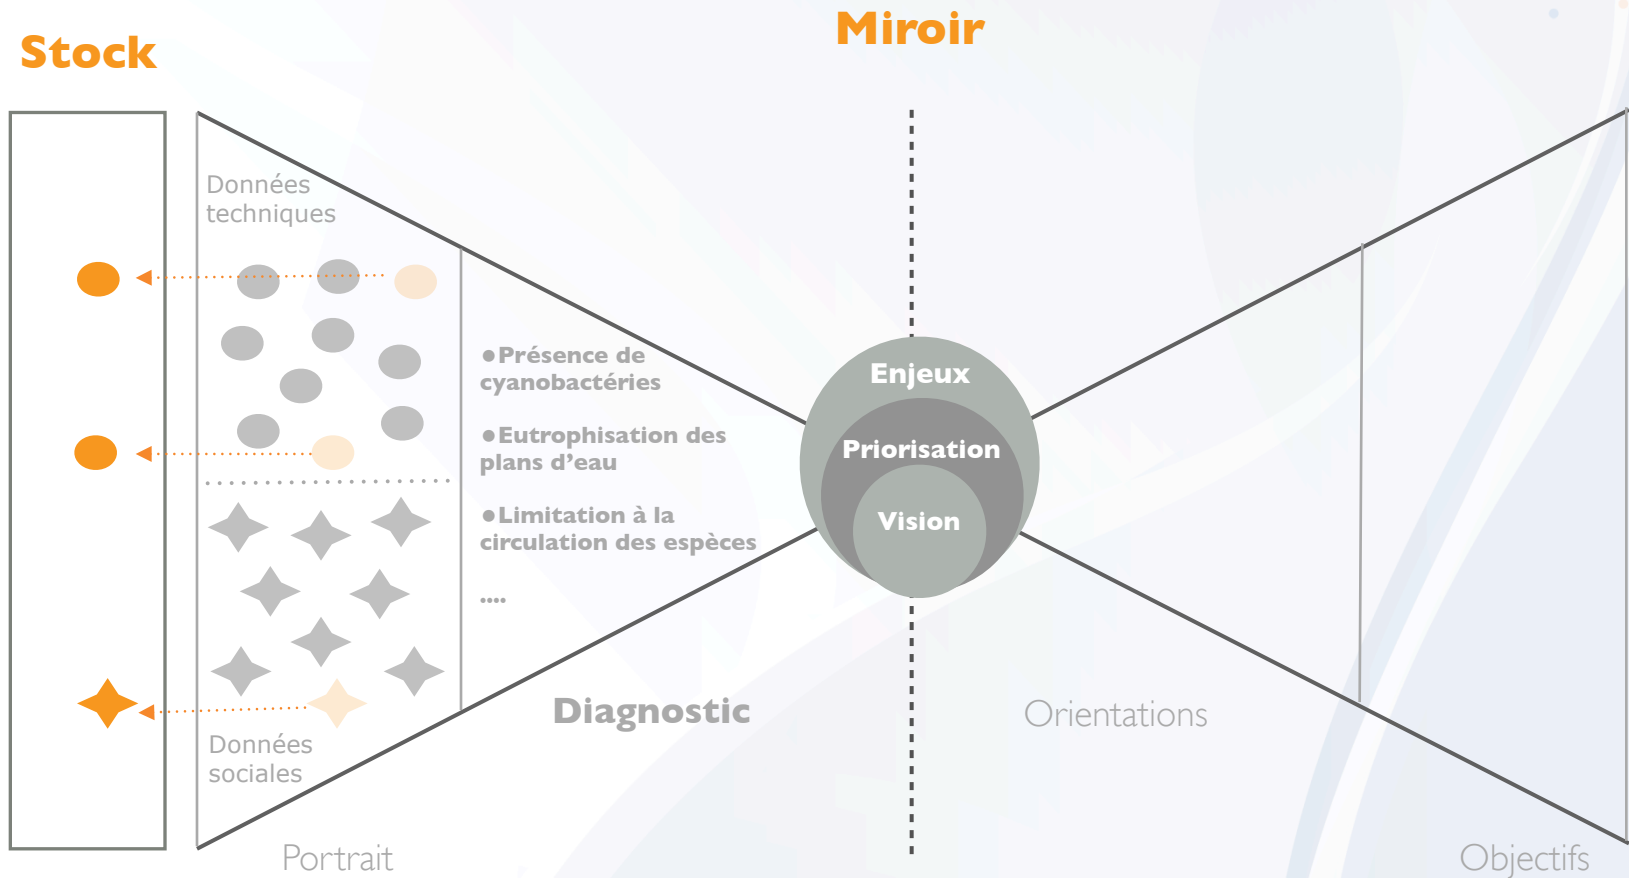 Stock
Miroir
Données
techniques
●Présence de
cyanobactéries
●Eutrophisation des
plans d'eau
●Limitation à la
circulation des espèces
....
Enjeux
Priorisation
Vision
Données
sociales
Diagnostic
Orientations
Portrait
Objectifs